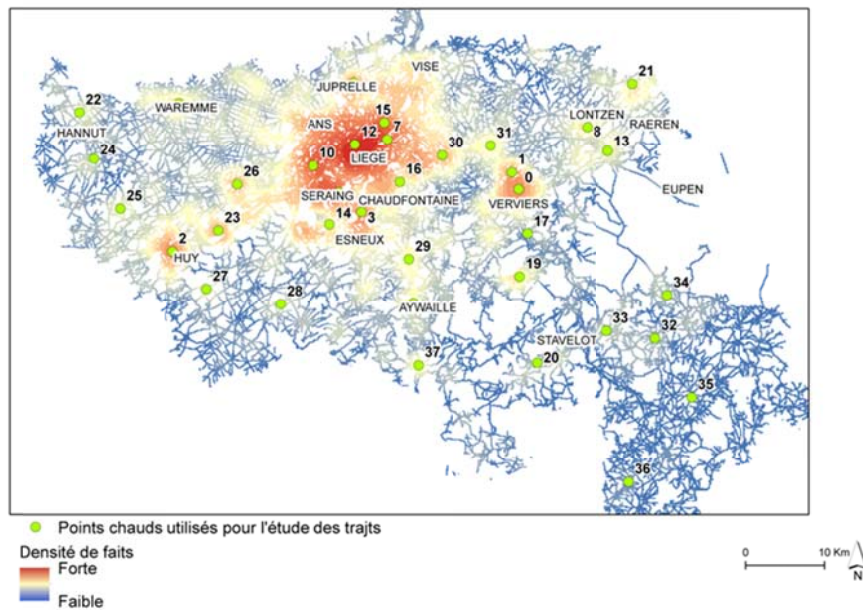 VISE
21
JUPRELLE
22
WAREMME
15
LONTZEN
HANNUT
ANS
12
7
31
8
RAEREN
24
LIEGE
30
13
10
1
26
16
0
EUPEN
25
SERAING
CHAUDFONTAINE
VERVIERS
23
14
3
17
2
ESNEUX
HUY
29
19
27
28
34
AYWAILLE
33
STAVELOT
32
37
20
35
36
Points chauds utilisés pour l'étude des trajts
Densité de faits
Forte
Faible
0 10 Km
N